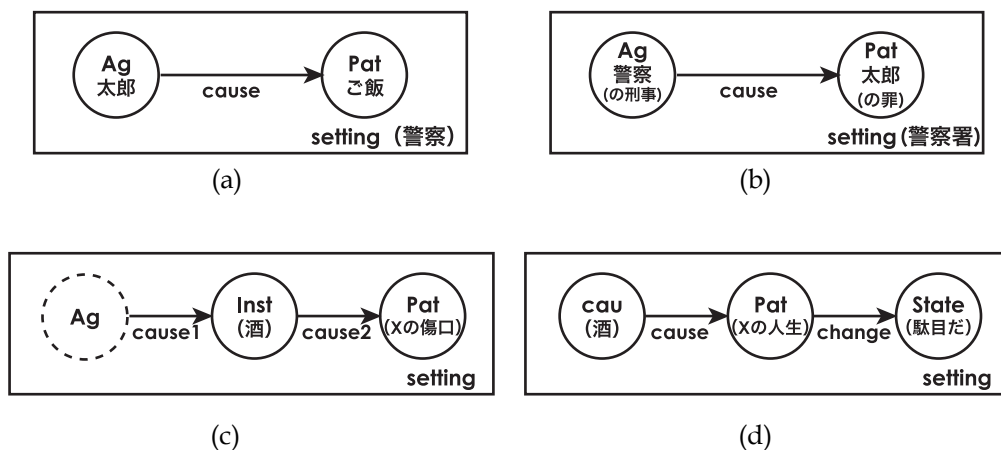 Ag
太郎
cause
Pat
ご飯
setting (警察)
(a)
Ag
警察
(の刑事)
cause
Pat
太郎
(の罪)
setting(警察署)
(b)
Ag
cause1
Inst
(酒)
cause2
Pat
(Xの傷口)
setting
(c)
cau
(酒)
cause
Pat
(Xの人生)
change
State
(駄目だ)
setting
(d)